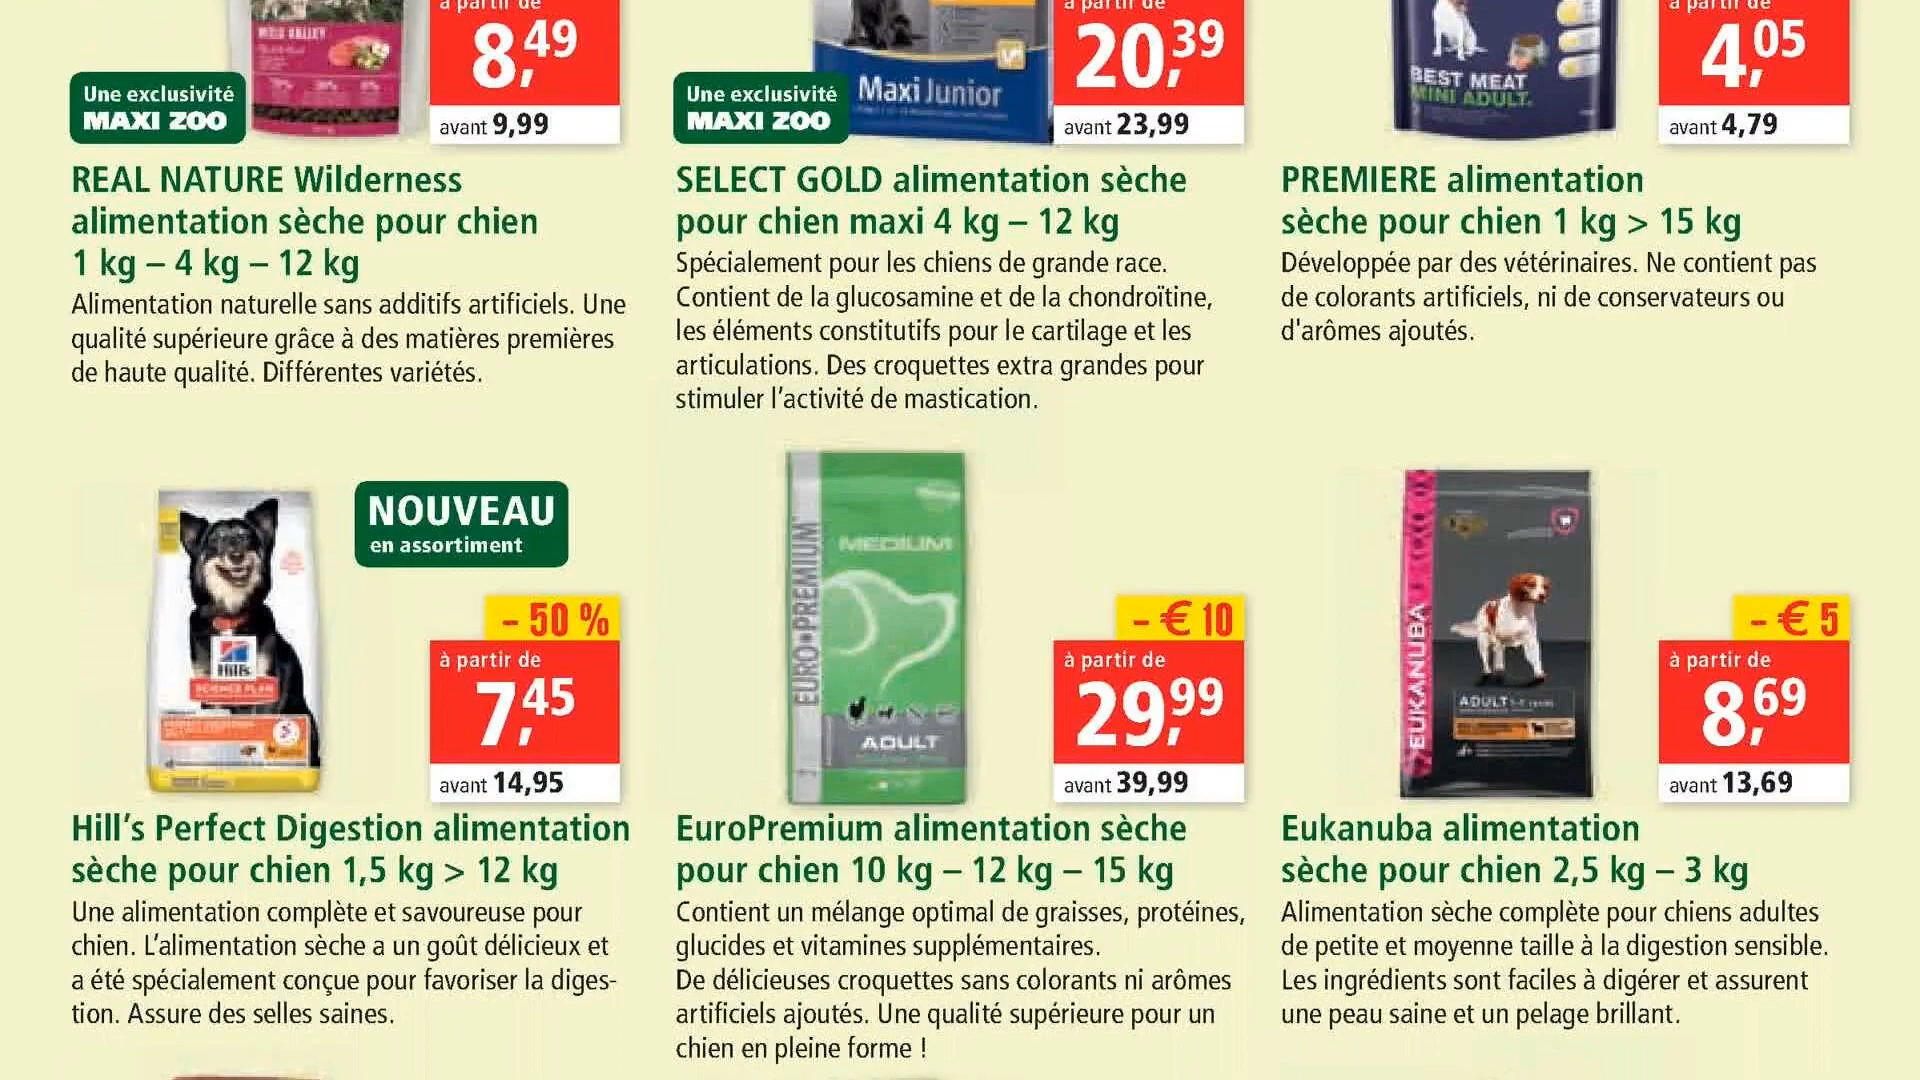 à partir de
8,49
WILD VALLEY
Une exclusivité
MAXI ZOO
avant 9,99
REAL NATURE Wilderness
alimentation sèche pour chien
1 kg – 4 kg – 12 kg
Alimentation naturelle sans additifs artificiels. Une
qualité supérieure grâce à des matières premières
de haute qualité. Différentes variétés.
à partir de
20,39
Maxi Junior
Une exclusivité
MAXI ZOO
avant 23,99
SELECT GOLD alimentation sèche
pour chien maxi 4 kg – 12 kg
Spécialement pour les chiens de grande race.
Contient de la glucosamine et de la chondroïtine,
les éléments constitutifs pour le cartilage et les
articulations. Des croquettes extra grandes pour
stimuler l’activité de mastication.
à partir de
4,05
BEST MEAT
MINI ADULT.
avant 4,79
PREMIERE alimentation
sèche pour chien 1 kg > 15 kg
Développée par des vétérinaires. Ne contient pas
de colorants artificiels, ni de conservateurs ou
d'arômes ajoutés.
NOUVEAU
en assortiment
- 50 %
à partir de
7,45
avant 14,95
Hill's
SCIENCE PLAN
Hill’s Perfect Digestion alimentation
sèche pour chien 1,5 kg > 12 kg
Une alimentation complète et savoureuse pour
chien. L’alimentation sèche a un goût délicieux et
a été spécialement conçue pour favoriser la diges-
tion. Assure des selles saines.
EURO•PREMIUM
MEDIUM
ADULT
- € 10
à partir de
29,99
avant 39,99
EuroPremium alimentation sèche
pour chien 10 kg – 12 kg – 15 kg
Contient un mélange optimal de graisses, protéines,
glucides et vitamines supplémentaires.
De délicieuses croquettes sans colorants ni arômes
artificiels ajoutés. Une qualité supérieure pour un
chien en pleine forme !
EUKANUBA
ADULT
- € 5
à partir de
8,69
avant 13,69
Eukanuba alimentation
sèche pour chien 2,5 kg – 3 kg
Alimentation sèche complète pour chiens adultes
de petite et moyenne taille à la digestion sensible.
Les ingrédients sont faciles à digérer et assurent
une peau saine et un pelage brillant.